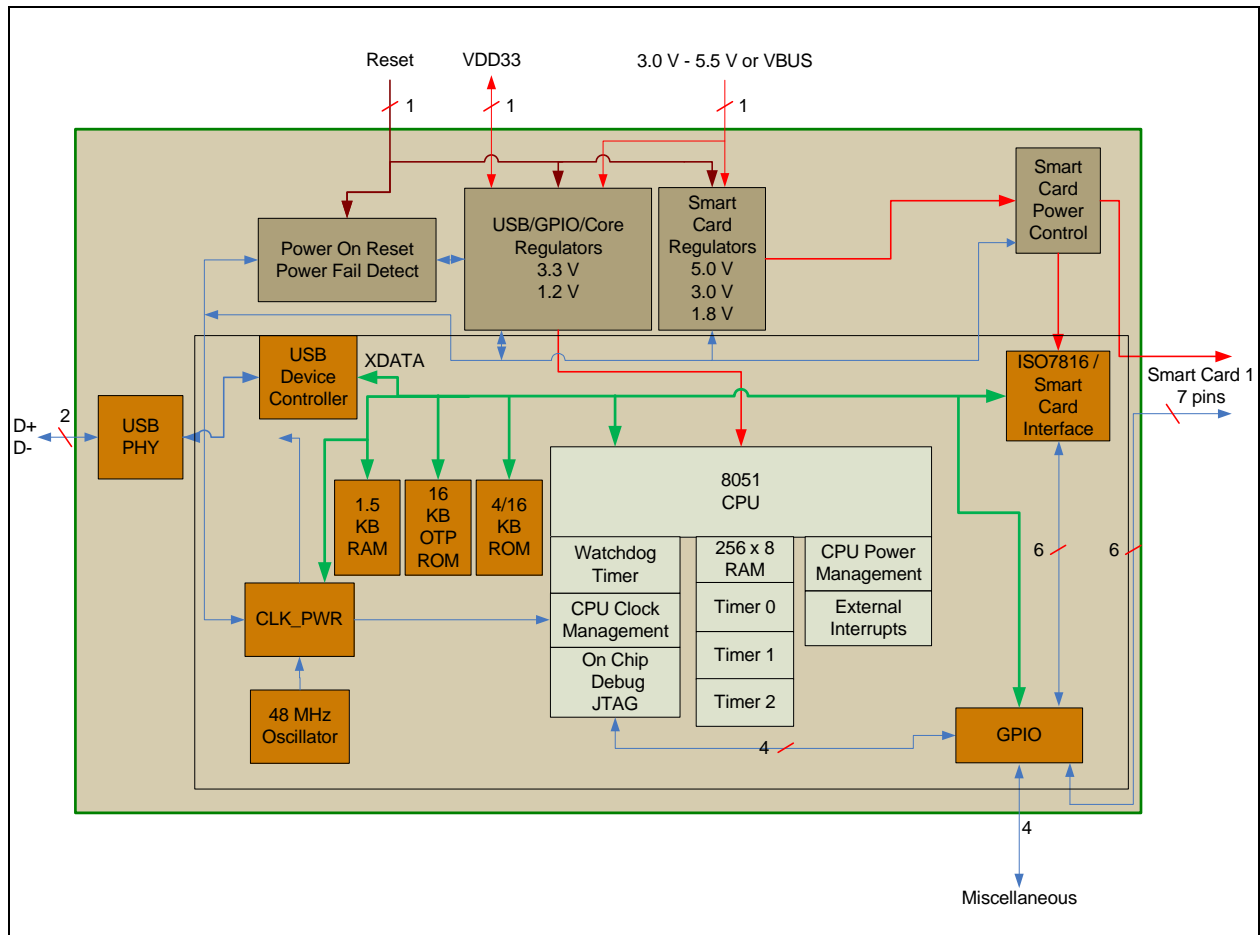 Reset
VDD33
3.0 V - 5.5 V or VBUS
1
1
1
Smart
Card
Power
Control
Power On Reset
Power Fail Detect
USB/GPIO/Core
Regulators
3.3 V
1.2 V
Smart
Card
Regulators
5.0 V
3.0 V
1.8 V
USB
Device
Controller
XDATA
ISO7816 /
Smart
Card
Interface
Smart Card 1
7 pins
D+
D-
2
USB
PHY
1.5
KB
RAM
16
KB
OTP
ROM
4/16
KB
ROM
8051
CPU
Watchdog
Timer
CPU Clock
Management
On Chip
Debug
JTAG
256 x 8
RAM
Timer 0
Timer 1
Timer 2
CPU Power
Management
External
Interrupts
6
6
CLK_PWR
48 MHz
Oscillator
4
GPIO
4
Miscellaneous